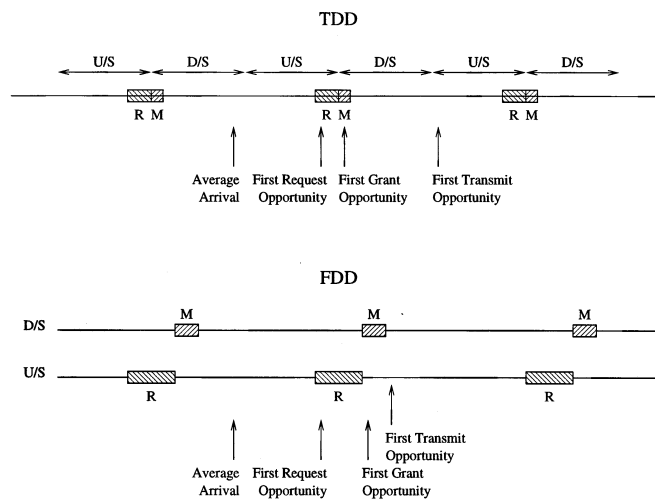 TDD
U/S D/S U/S D/S U/S D/S
R M R M R M
Average First Request First Grant First Transmit
Arrival Opportunity Opportunity Opportunity
FDD
M M M
D/S
U/S
R R R
First Transmit
Opportunity
Average First Request First Grant
Arrival Opportunity Opportunity